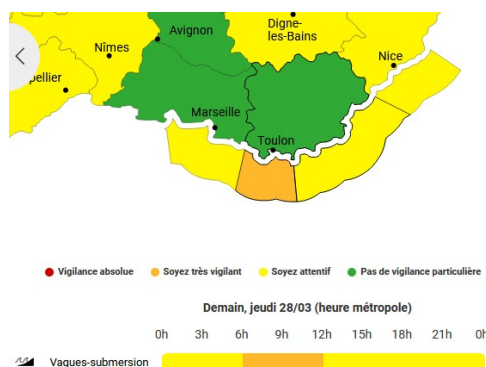 Avignon
Digne-
les-Bains
Nîmes
Nice
pellier
Marseille
Toulon
Vigilance absolue Soyez très vigilant Soyez attentif Pas de vigilance particulière
Demain, jeudi 28/03 (heure métropole)
0h 3h 6h 9h 12h 15h 18h 21h 0h
Vagues-submersion